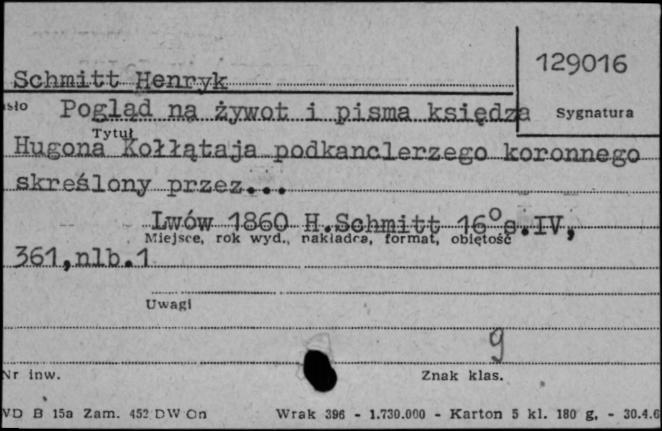 129016
Schmitt Henryk
sło Pogląd na żywot i pisma księdza Sygnatura
Tytuł
Hugona Kołłątaja podkanclerzego koronnego
skreślony przez...
Lwów 1860 H.Schmitt 16° s.IV,
Miejsce, rok wyd., nakładca, format, objętość
361,nlb.1
Uwagi
9
Nr inw. Znak klas.
WD B 15a Zam. 452 DW On Wrak 396 - 1.730.000 - Karton 5 kl. 180 g. - 30.4.6